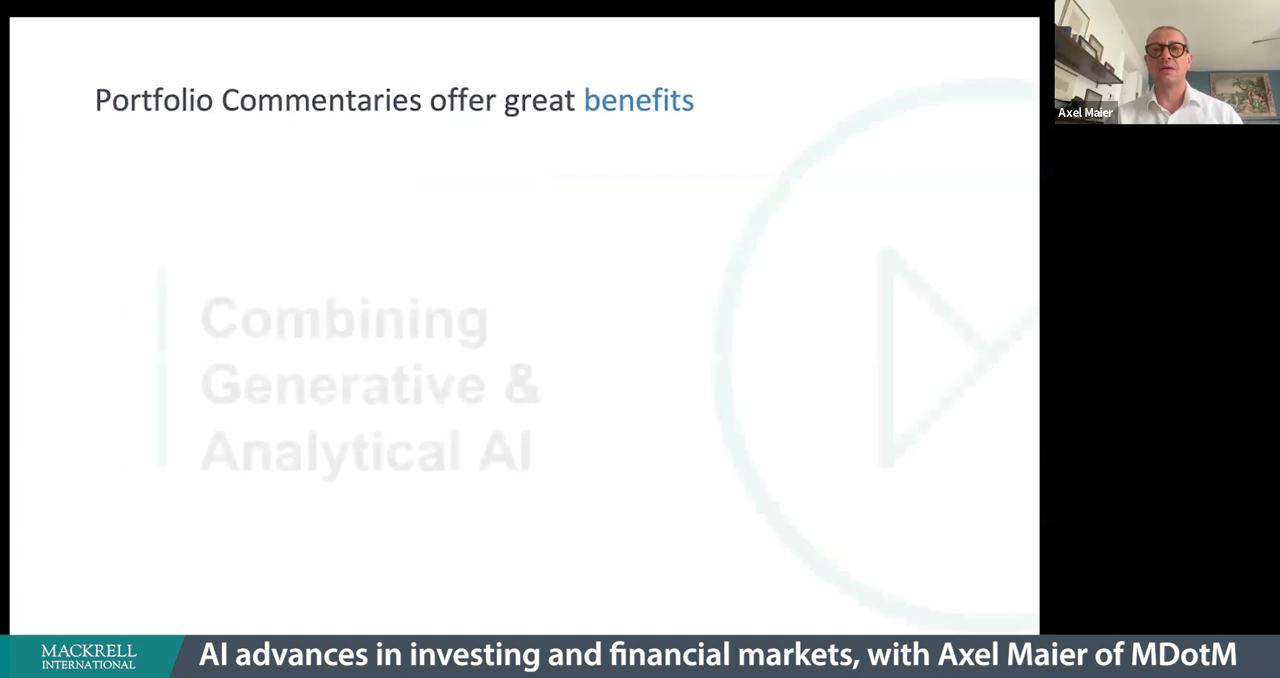 Portfolio Commentaries offer great benefits
Axel Maier
Combining
Generative &
Analytical AI
MACKRELL
INTERNATIONAL
AI advances in investing and financial markets, with Axel Maier of MDotM